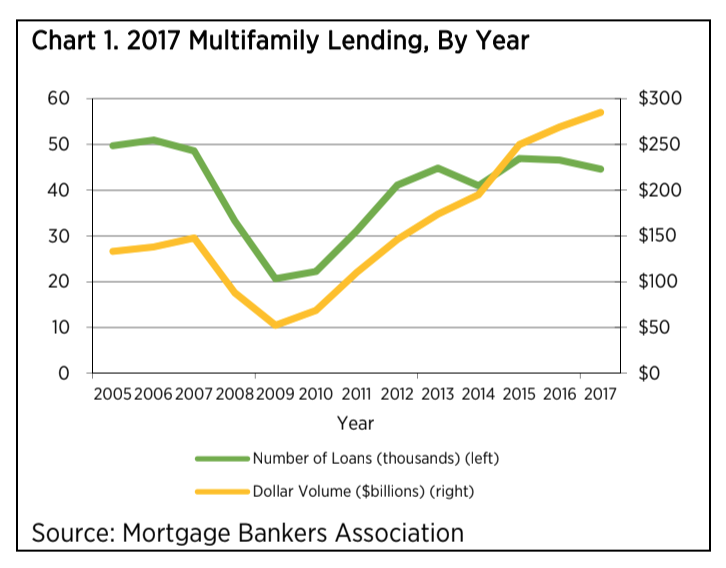 Chart 1. 2017 Multifamily Lending, By Year
60 $300
50 $250
40 $200
30 $150
20 $100
10 $50
0 $0
2005 2006 2007 2008 2009 2010 2011 2012 2013 2014 2015 2016 2017
Year
Number of Loans (thousands) (left)
Dollar Volume ($billions) (right)
Source: Mortgage Bankers Association